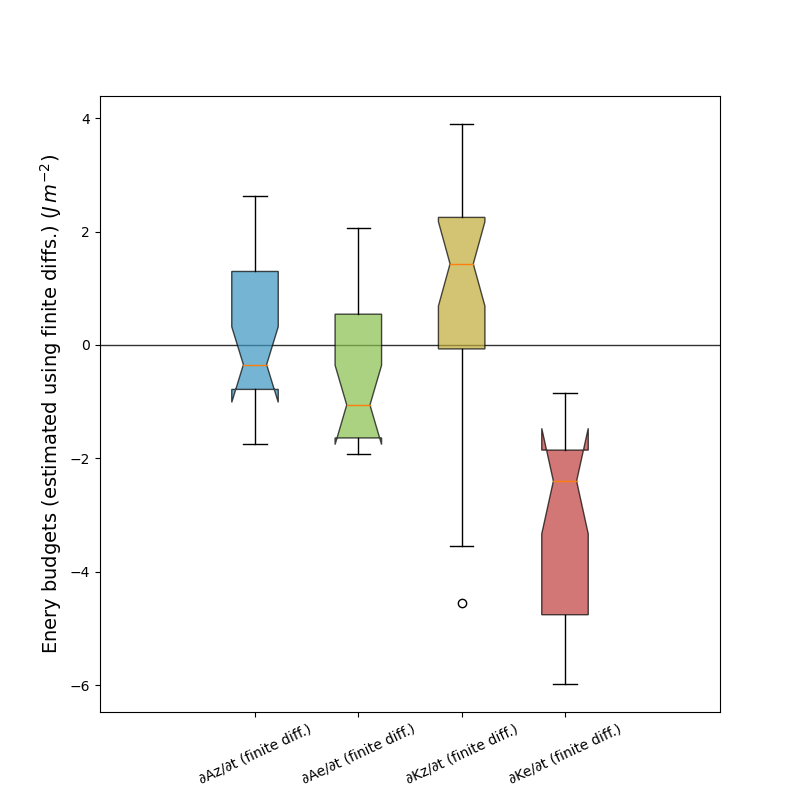 Enery budgets (estimated using finite diffs.) (J m⁻²)
4
2
0
−2
−4
−6
∂Az/∂t (finite diff.)
∂Ae/∂t (finite diff.)
∂Kz/∂t (finite diff.)
∂Ke/∂t (finite diff.)